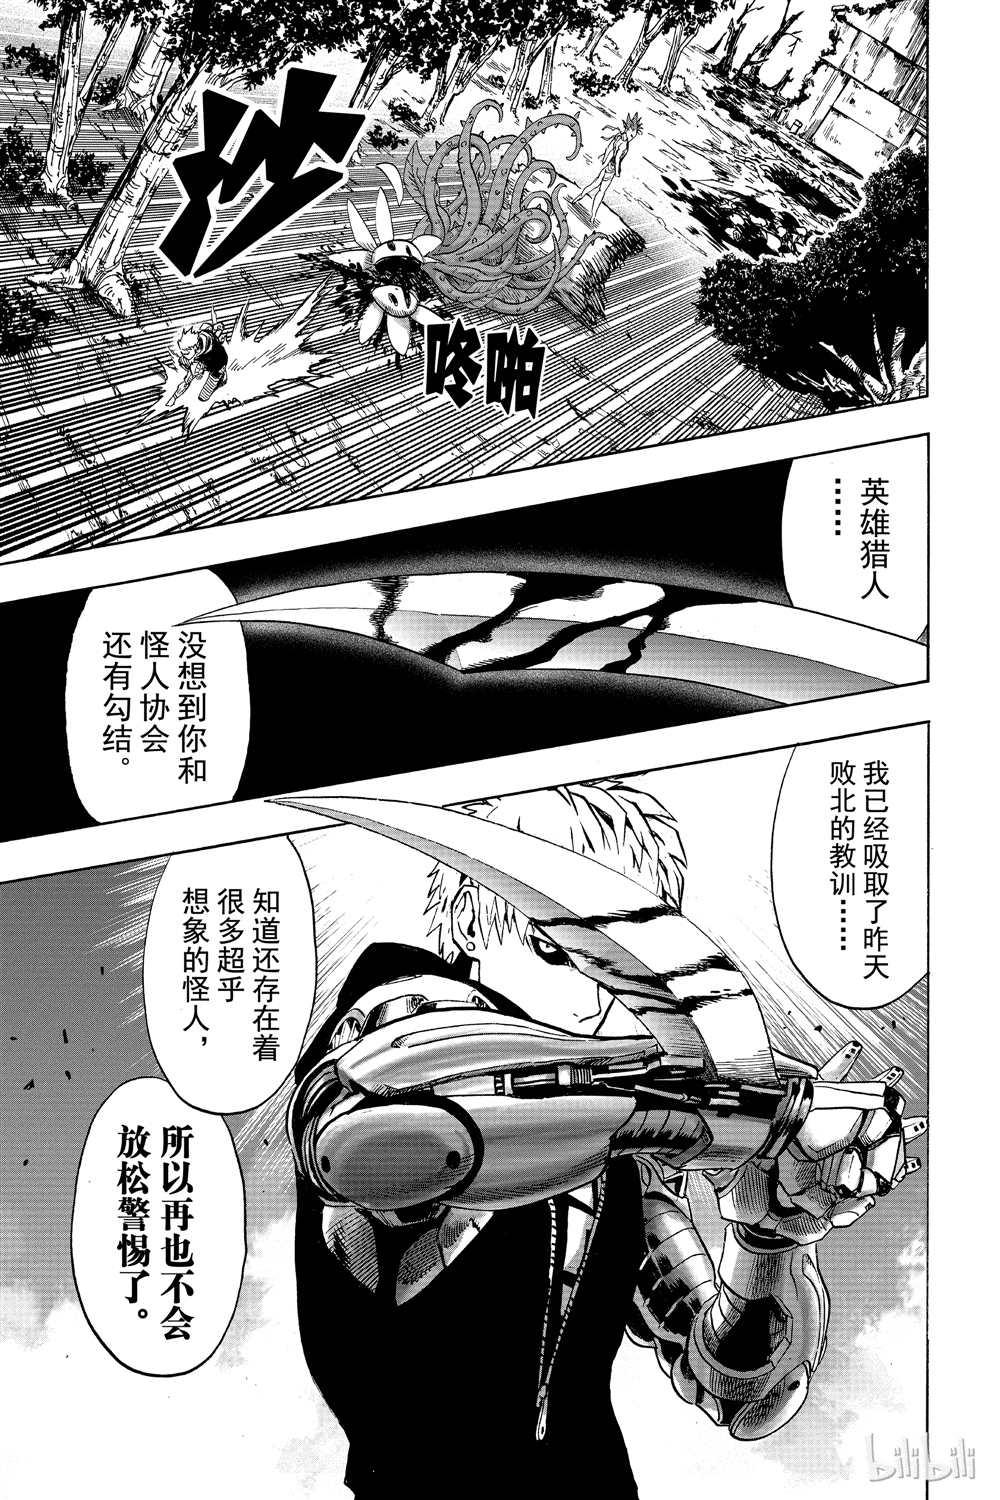 沙
咚啪
英雄猎人
……
没想到你和
怪人协会
还有勾结。
我已经吸取了昨天
败北的教训……
知道还存在着
很多超乎
想象的怪人，
所以再也不会
放松警惕了。
bilibili